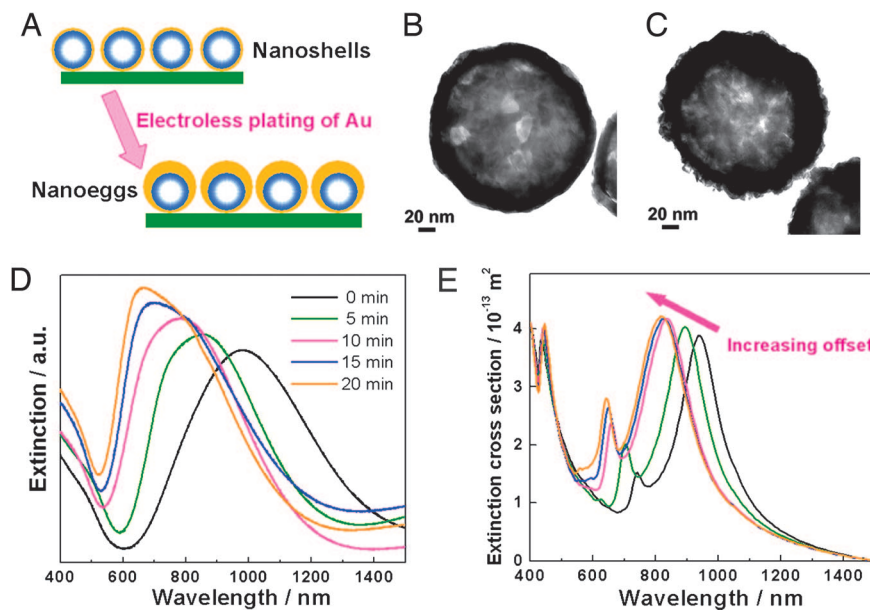 A
Nanoshells
Electroless plating of Au
Nanoeggs
B
20 nm
C
20 nm
D
Extinction / a.u.
0 min
5 min
10 min
15 min
20 min
400 600 800 1000 1200 1400
Wavelength / nm
E
Extinction cross section / 10⁻¹³ m²
Increasing offset
4
3
2
1
0
400 600 800 1000 1200 1400
Wavelength / nm